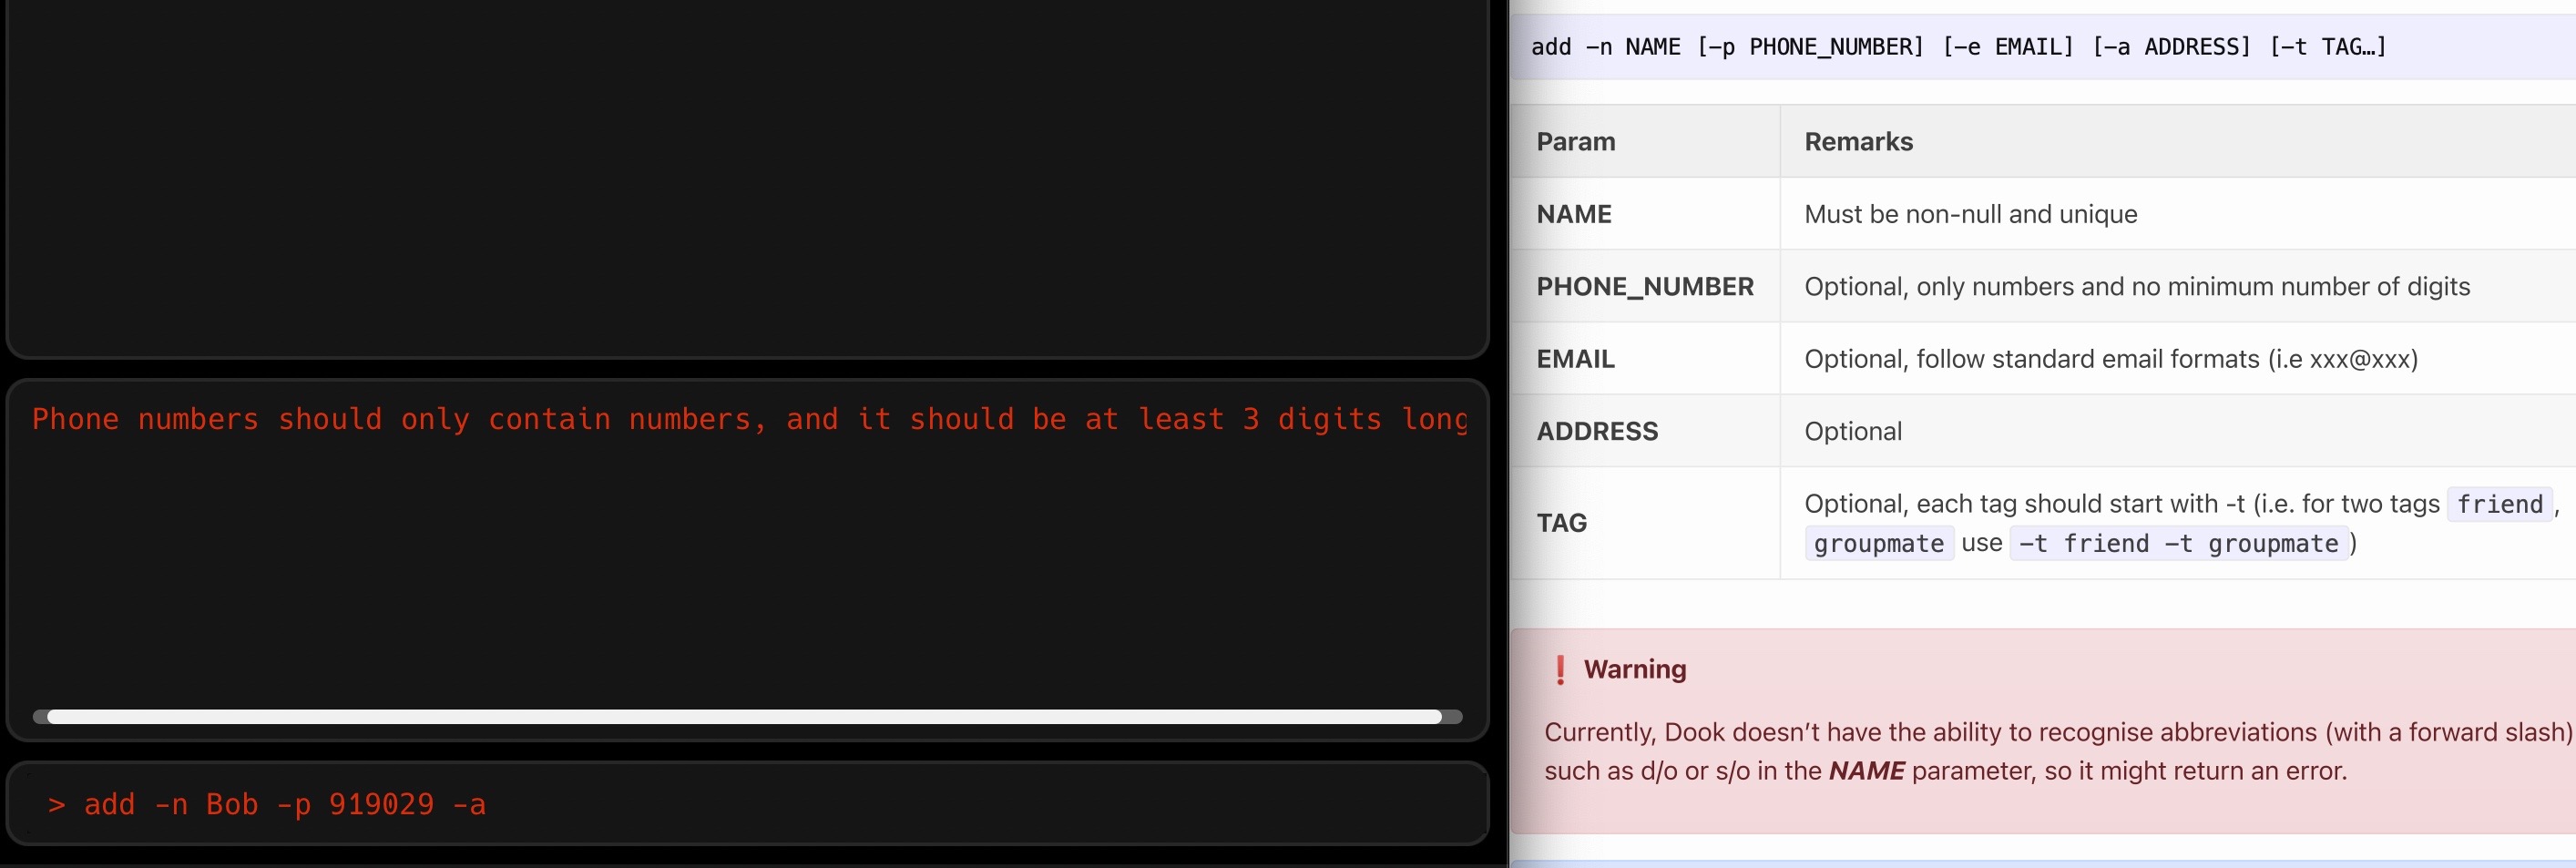 Phone numbers should only contain numbers, and it should be at least 3 digits long
> add -n Bob -p 919029 -a
add -n NAME [-p PHONE_NUMBER] [-e EMAIL] [-a ADDRESS] [-t TAG…]
Param Remarks
NAME Must be non-null and unique
PHONE_NUMBER Optional, only numbers and no minimum number of digits
EMAIL Optional, follow standard email formats (i.e xxx@xxx)
ADDRESS Optional
TAG Optional, each tag should start with -t (i.e. for two tags friend,
groupmate use -t friend -t groupmate)
❗ Warning
Currently, Dook doesn’t have the ability to recognise abbreviations (with a forward slash)
such as d/o or s/o in the NAME parameter, so it might return an error.